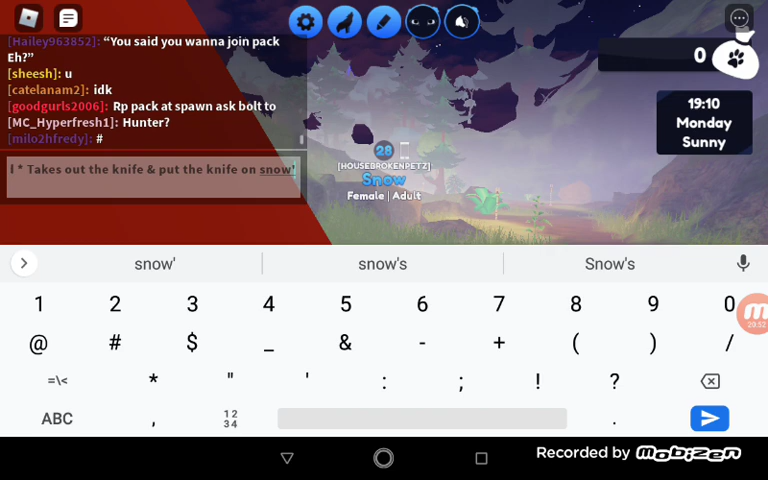 [Hailey963852]: "You said you wanna join pack
Eh?"
[sheesh]: u
[catelanam2]: idk
[goodgurls2006]: Rp pack at spawn ask bolt to
[MC_Hyperfresh1]: Hunter?
[milo2hfredy]: #
I * Takes out the knife & put the knife on snow'
0
19:10
Monday
Sunny
28
[HOUSEBROKENPETZ]
Snow
Female | Adult
snow' snow's Snow's
1 2 3 4 5 6 7 8 9 0
@ # $ _ & - + ( ) /
=\< * " ' : ; ! ?
ABC , 12 .
34
20:52
Recorded by Mobizen